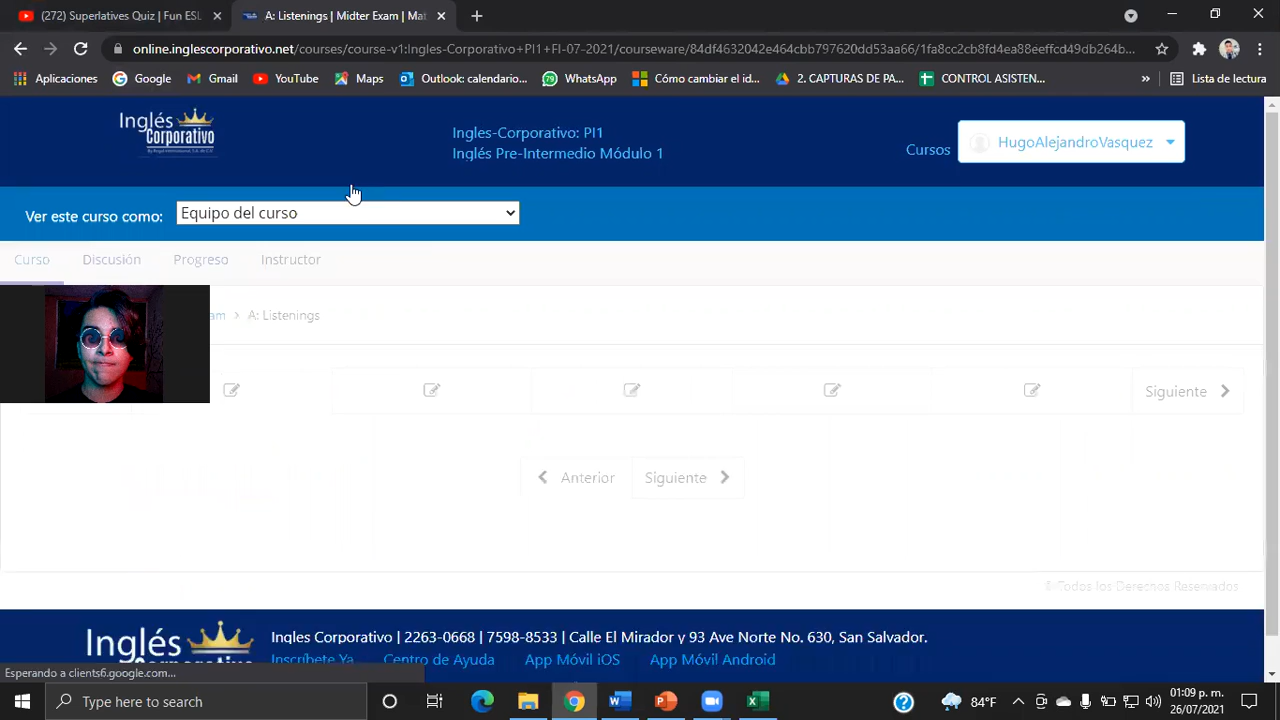 (272) Superlatives Quiz | Fun ESL
A: Listenings | Midter Exam | Mat
online.inglescorporativo.net/courses/course-v1:Ingles-Corporativo+PI1+FI-07-2021/courseware/84df4632042e464cbb797620dd53aa66/1fa8cc2cb8fd4ea88eeffcd49db264b...
Aplicaciones
Google
Gmail
YouTube
Maps
Outlook: calendario...
WhatsApp
Cómo cambiar el id...
2. CAPTURAS DE PA...
CONTROL ASISTEN...
»
Lista de lectura
Inglés
Corporativo
Ingles-Corporativo: PI1
Inglés Pre-Intermedio Módulo 1
Cursos
HugoAlejandroVasquez
Ver este curso como:
Equipo del curso
Curso
Discusión
Progreso
Instructor
am > A: Listenings
Siguiente
Anterior
Siguiente
© Todos los Derechos Reservados
Inglés
Corporativo
Ingles Corporativo | 2263-0668 | 7598-8533 | Calle El Mirador y 93 Ave Norte No. 630, San Salvador.
Inscríbete Ya
Centro de Ayuda
App Móvil iOS
App Móvil Android
Esperando a clients6.google.com...
Type here to search
84°F
01:09 p. m.
26/07/2021